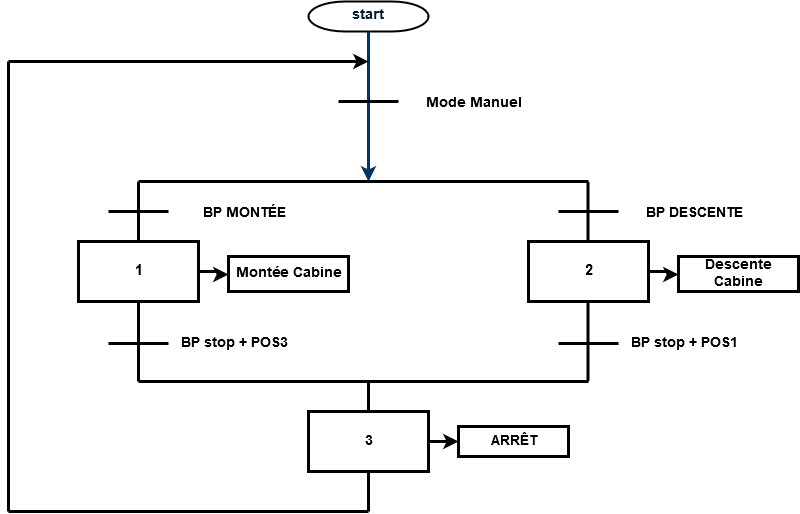 start
Mode Manuel
BP MONTÉE
BP DESCENTE
1
Montée Cabine
2
Descente
Cabine
BP stop + POS3
BP stop + POS1
3
ARRÊT